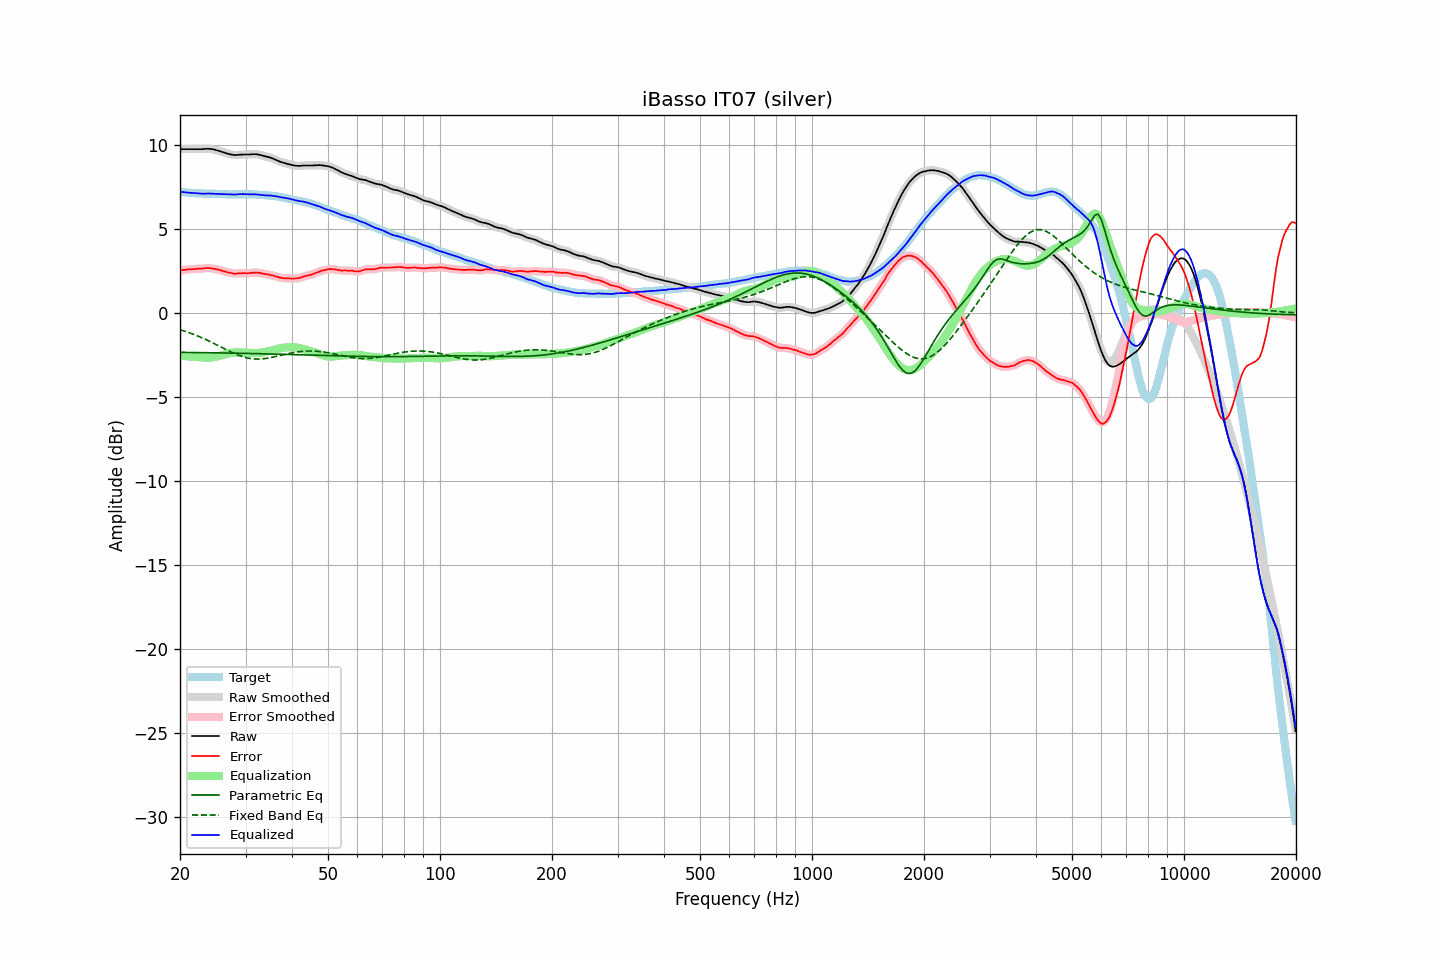 iBasso IT07 (silver)
Amplitude (dBr)
10
5
0
−5
−10
−15
−20
−25
−30
Target
Raw Smoothed
Error Smoothed
Raw
Error
Equalization
Parametric Eq
Fixed Band Eq
Equalized
20 50 100 200 500 1000 2000 5000 10000 20000
Frequency (Hz)